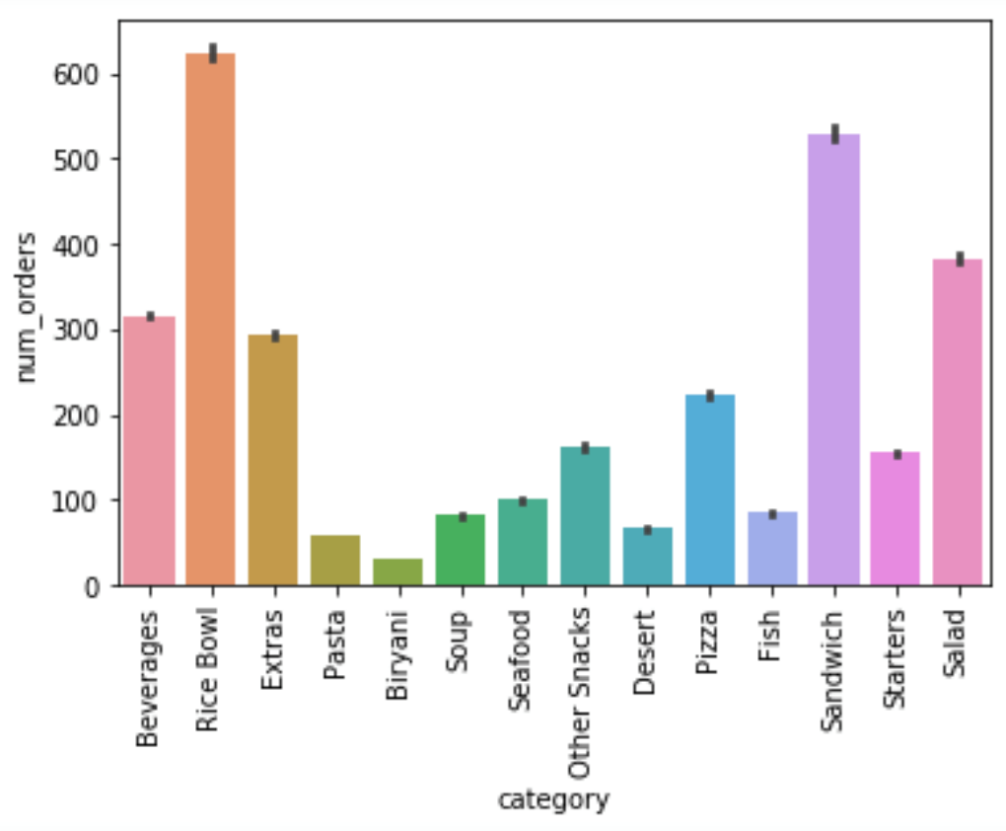 600
500
400
300
200
100
0
num_orders
Beverages
Rice Bowl
Extras
Pasta
Biryani
Soup
Seafood
Other Snacks
Desert
Pizza
Fish
Sandwich
Starters
Salad
category